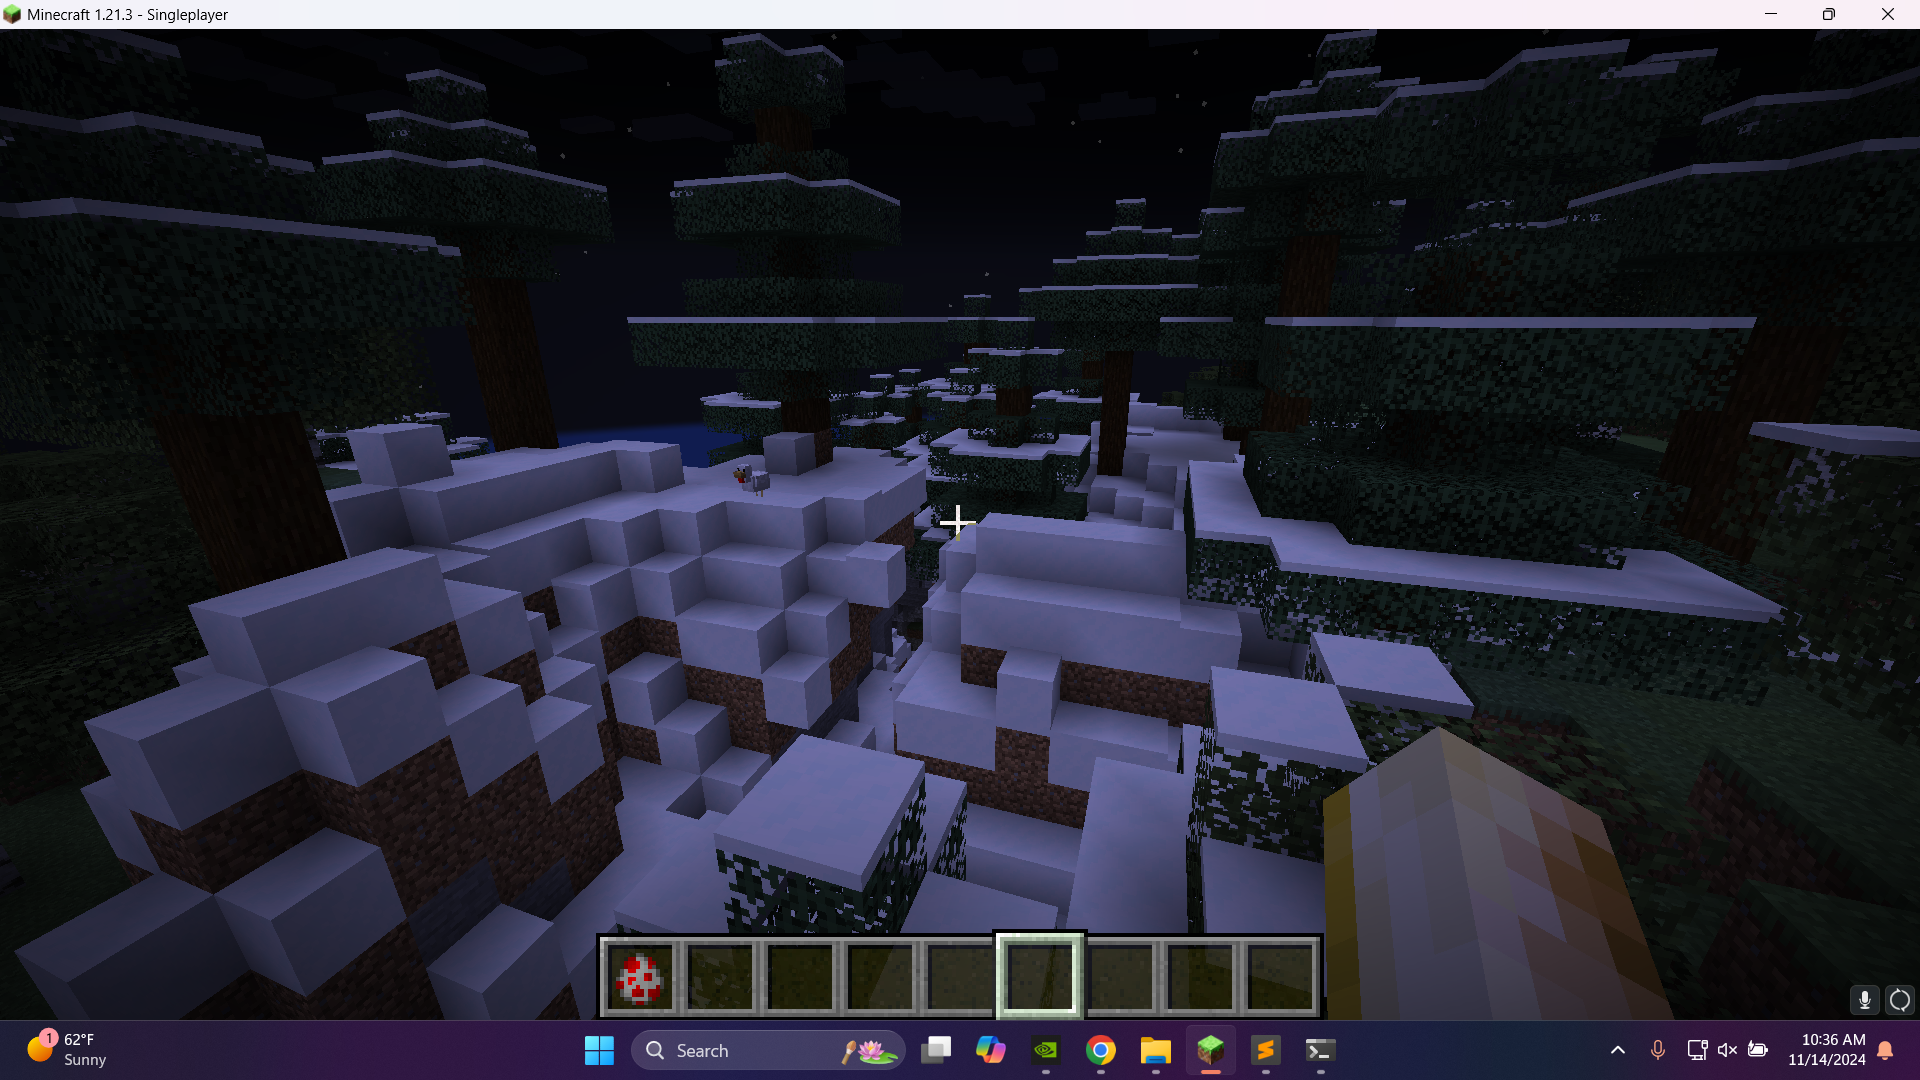 Minecraft 1.21.3 - Singleplayer
1
62°F
Sunny
Search
10:36 AM
11/14/2024